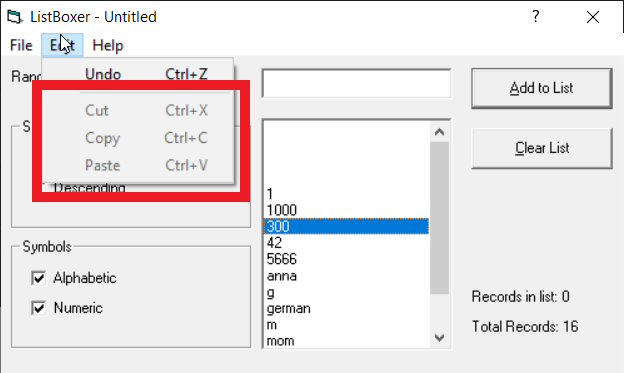 ListBoxer - Untitled
?
File Edit Help
Undo Ctrl+Z
Cut Ctrl+X
Copy Ctrl+C
Paste Ctrl+V
Descending
Symbols
Alphabetic
Numeric
1
1000
300
42
5666
anna
g
german
m
mom
Add to List
Clear List
Records in list: 0
Total Records: 16